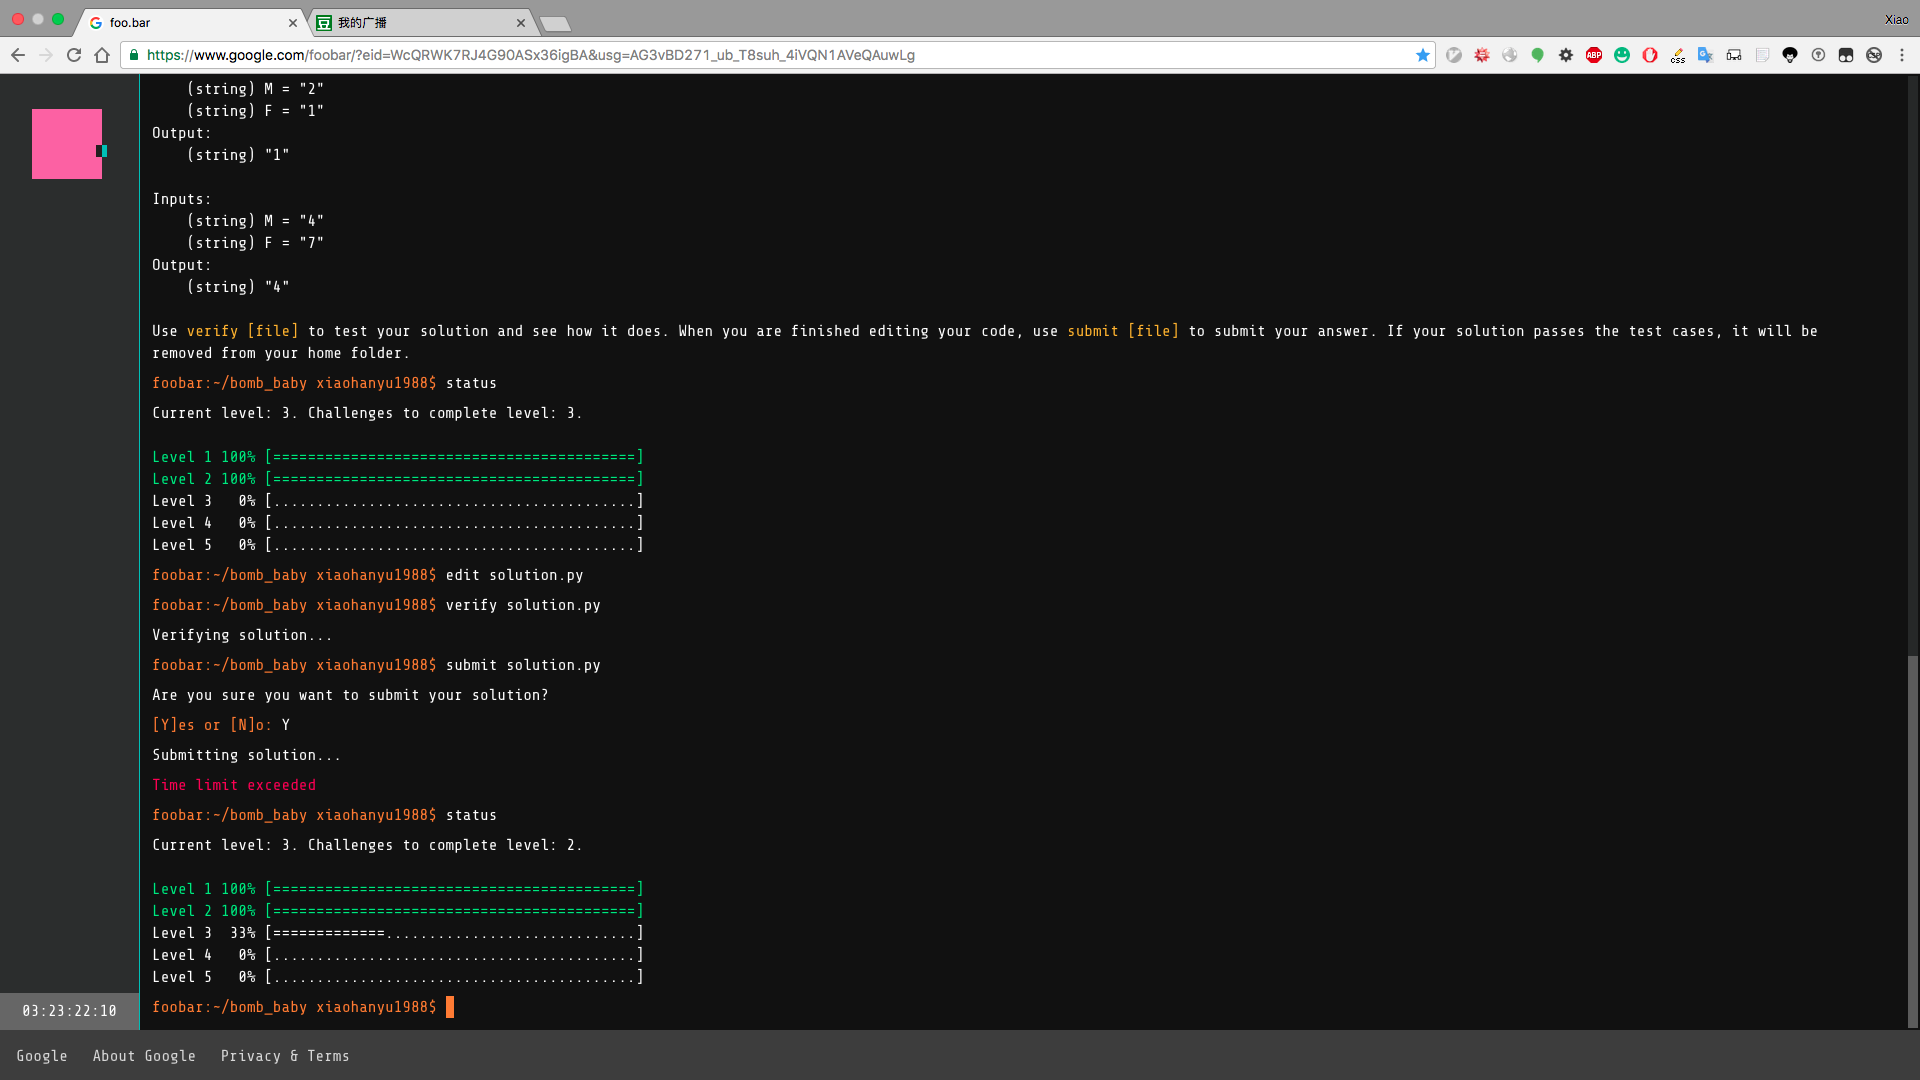 foo.bar
我的广播
Xiao
https://www.google.com/foobar/?eid=WcQRWK7RJ4G90ASx36igBA&usg=AG3vBD271_ub_T8suh_4iVQN1AVeQAuwLg
ABP
css
(string) M = "2"
(string) F = "1"
Output:
(string) "1"
Inputs:
(string) M = "4"
(string) F = "7"
Output:
(string) "4"
Use verify [file] to test your solution and see how it does. When you are finished editing your code, use submit [file] to submit your answer. If your solution passes the test cases, it will be
removed from your home folder.
foobar:~/bomb_baby xiaohanyu1988$ status
Current level: 3. Challenges to complete level: 3.
Level 1 100% [==========================================]
Level 2 100% [==========================================]
Level 3   0% [..........................................]
Level 4   0% [..........................................]
Level 5   0% [..........................................]
foobar:~/bomb_baby xiaohanyu1988$ edit solution.py
foobar:~/bomb_baby xiaohanyu1988$ verify solution.py
Verifying solution...
foobar:~/bomb_baby xiaohanyu1988$ submit solution.py
Are you sure you want to submit your solution?
[Y]es or [N]o: Y
Submitting solution...
Time limit exceeded
foobar:~/bomb_baby xiaohanyu1988$ status
Current level: 3. Challenges to complete level: 2.
Level 1 100% [==========================================]
Level 2 100% [==========================================]
Level 3  33% [=============.............................]
Level 4   0% [..........................................]
Level 5   0% [..........................................]
foobar:~/bomb_baby xiaohanyu1988$
03:23:22:10
Google About Google Privacy & Terms